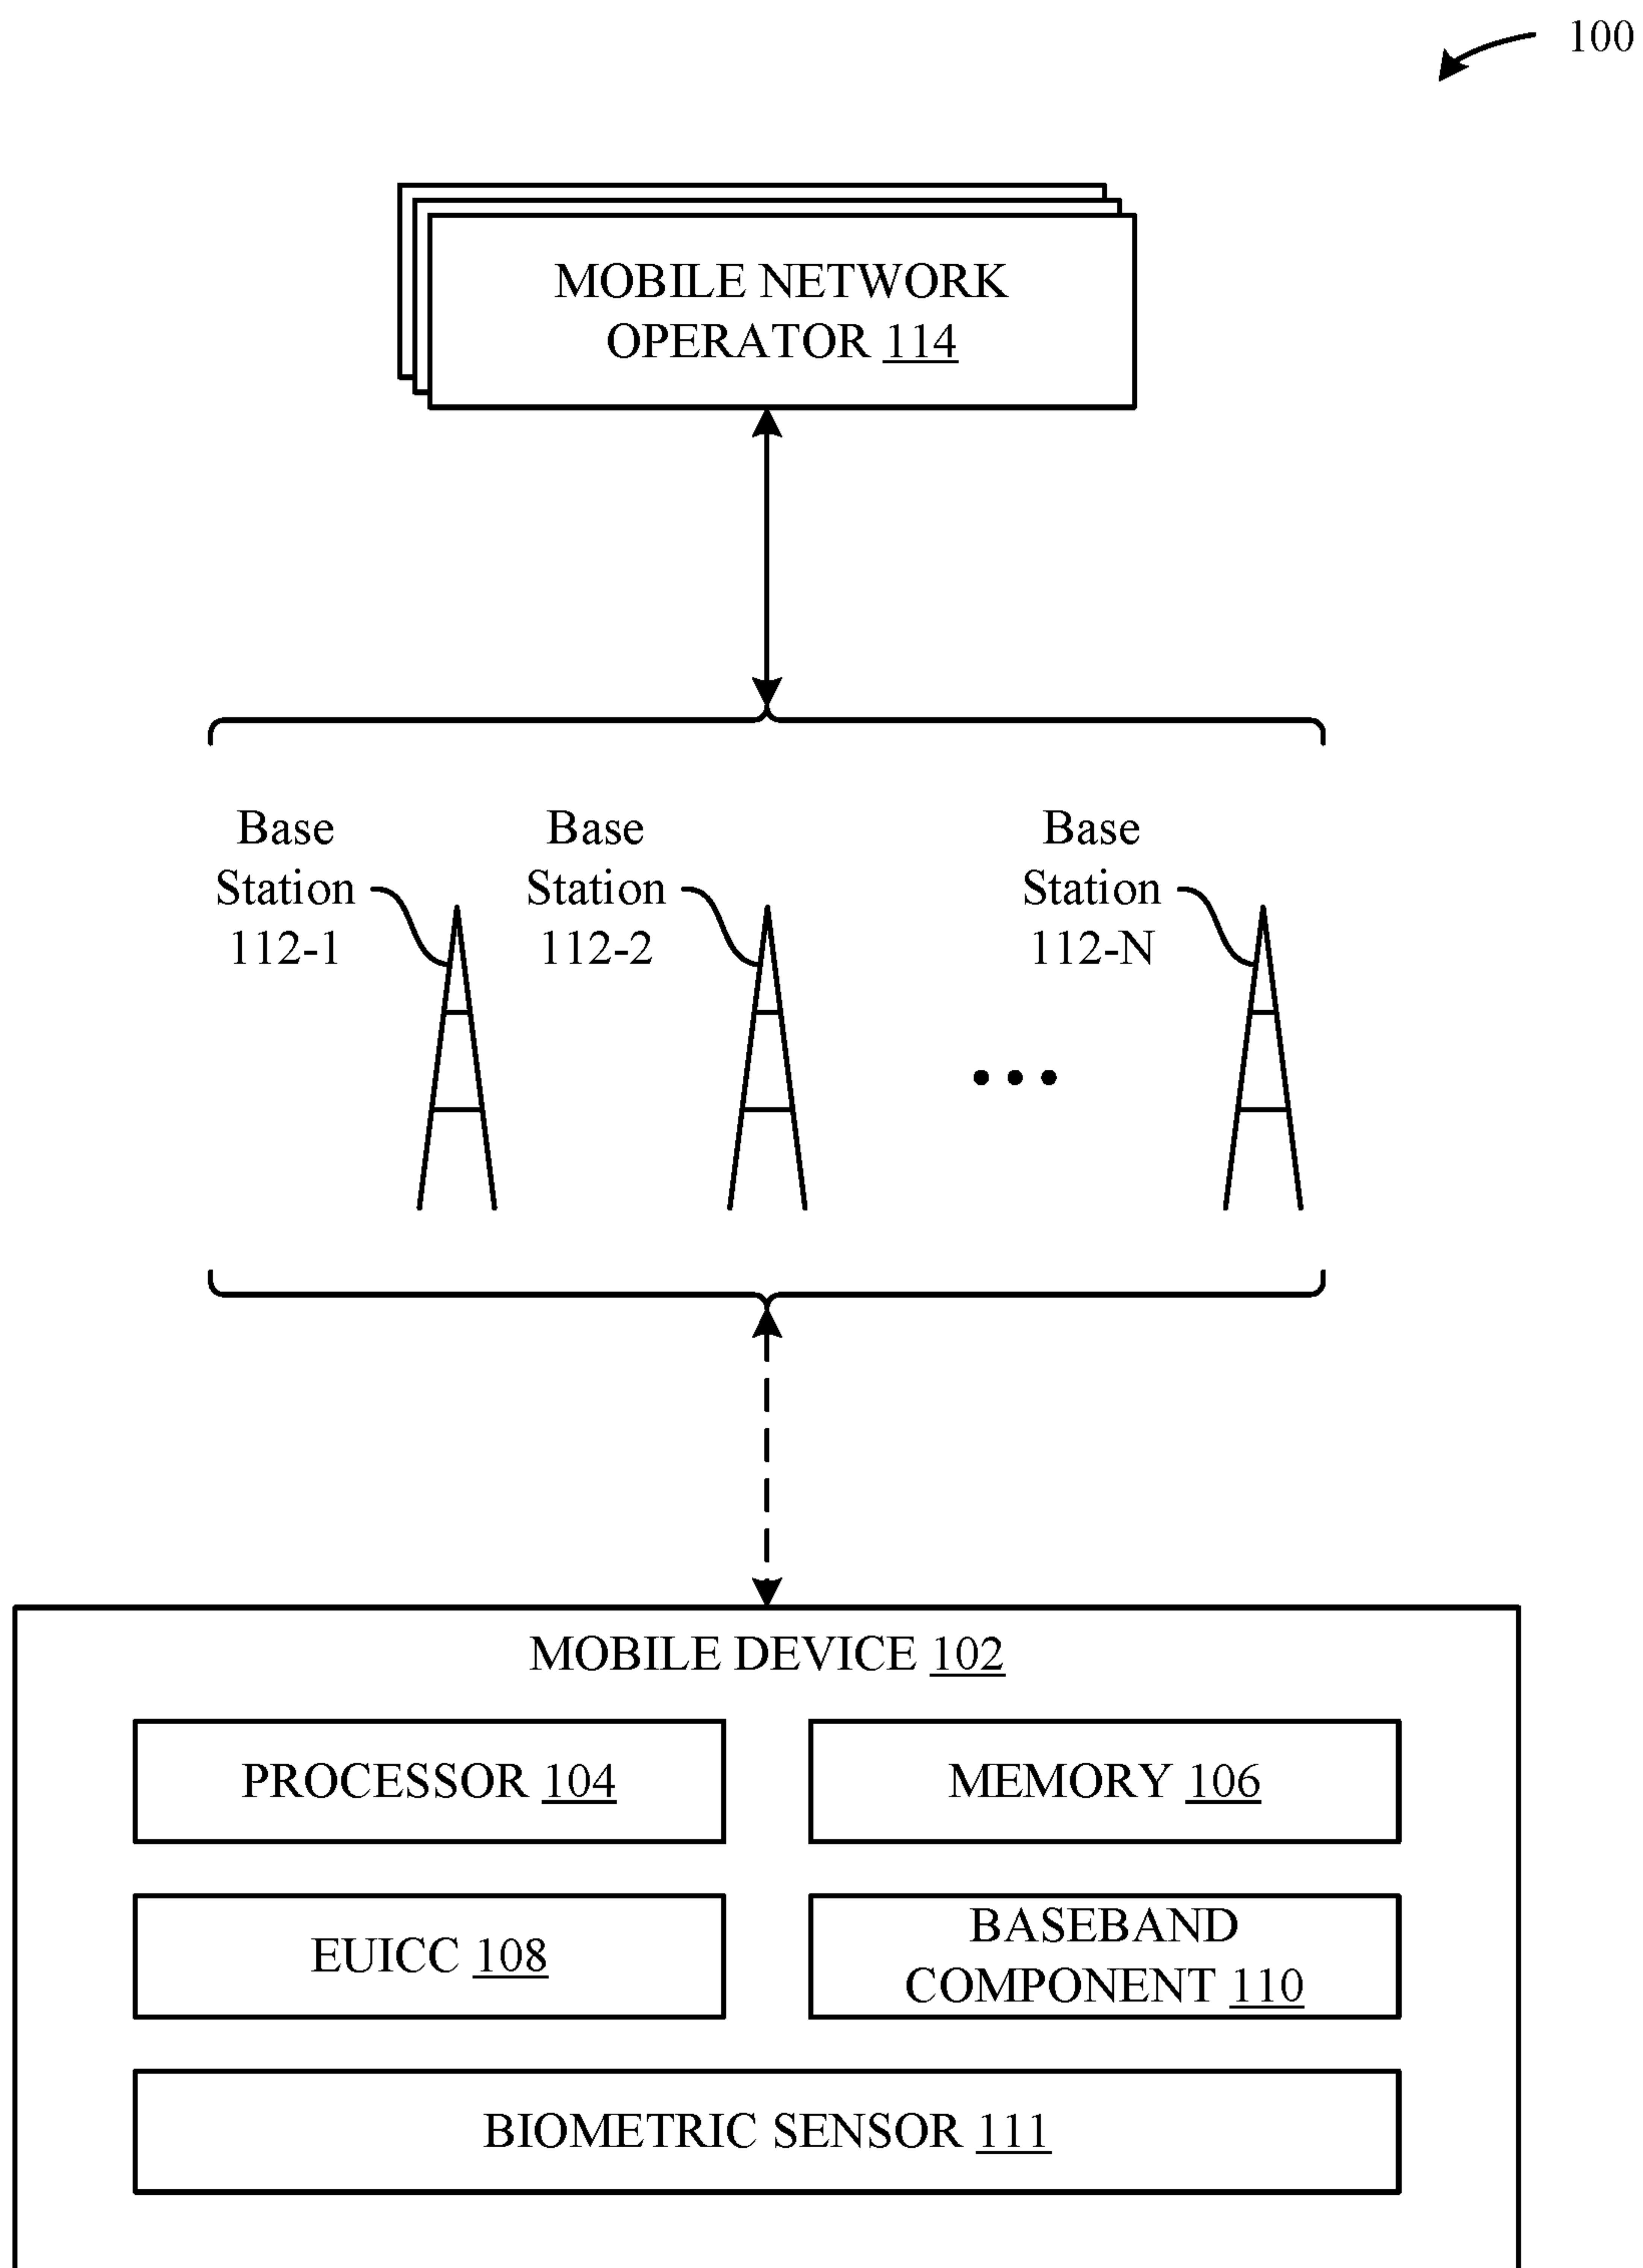 100
MOBILE NETWORK
OPERATOR 114
Base
Station
112-1
Base
Station
112-2
Base
Station
112-N
MOBILE DEVICE 102
PROCESSOR 104
MEMORY 106
EUICC 108
BASEBAND
COMPONENT 110
BIOMETRIC SENSOR 111